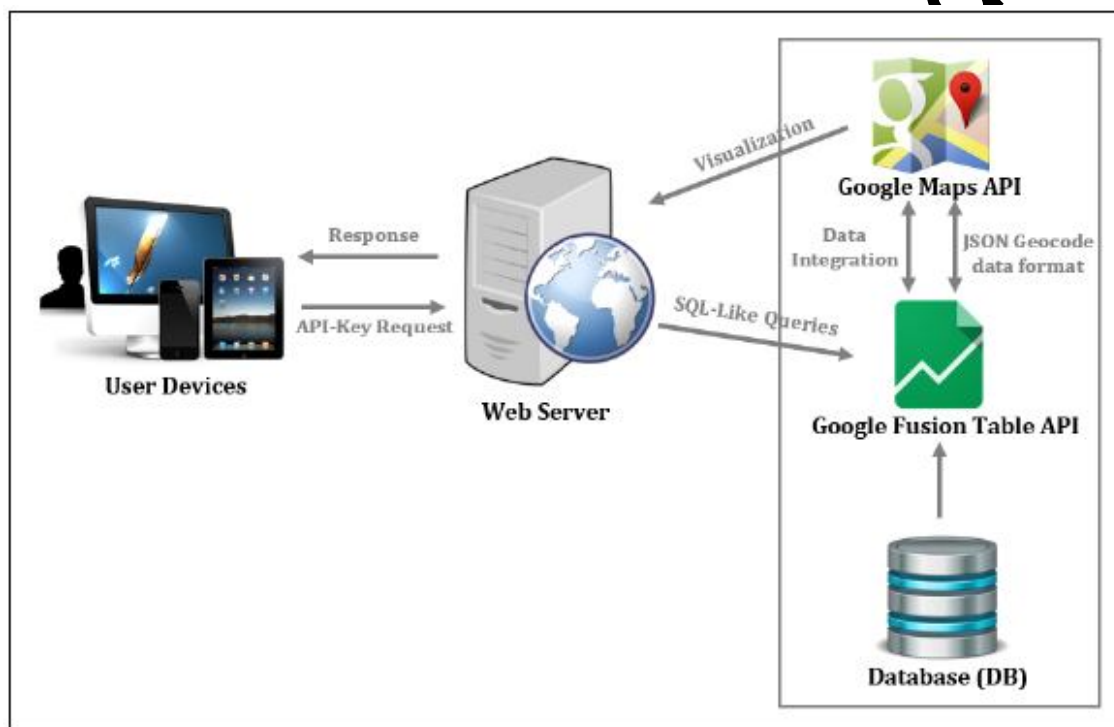 Visualization
Google Maps API
Response
Data
Integration
JSON Geocode
data format
API-Key Request
SQL-Like Queries
User Devices
Web Server
Google Fusion Table API
Database (DB)